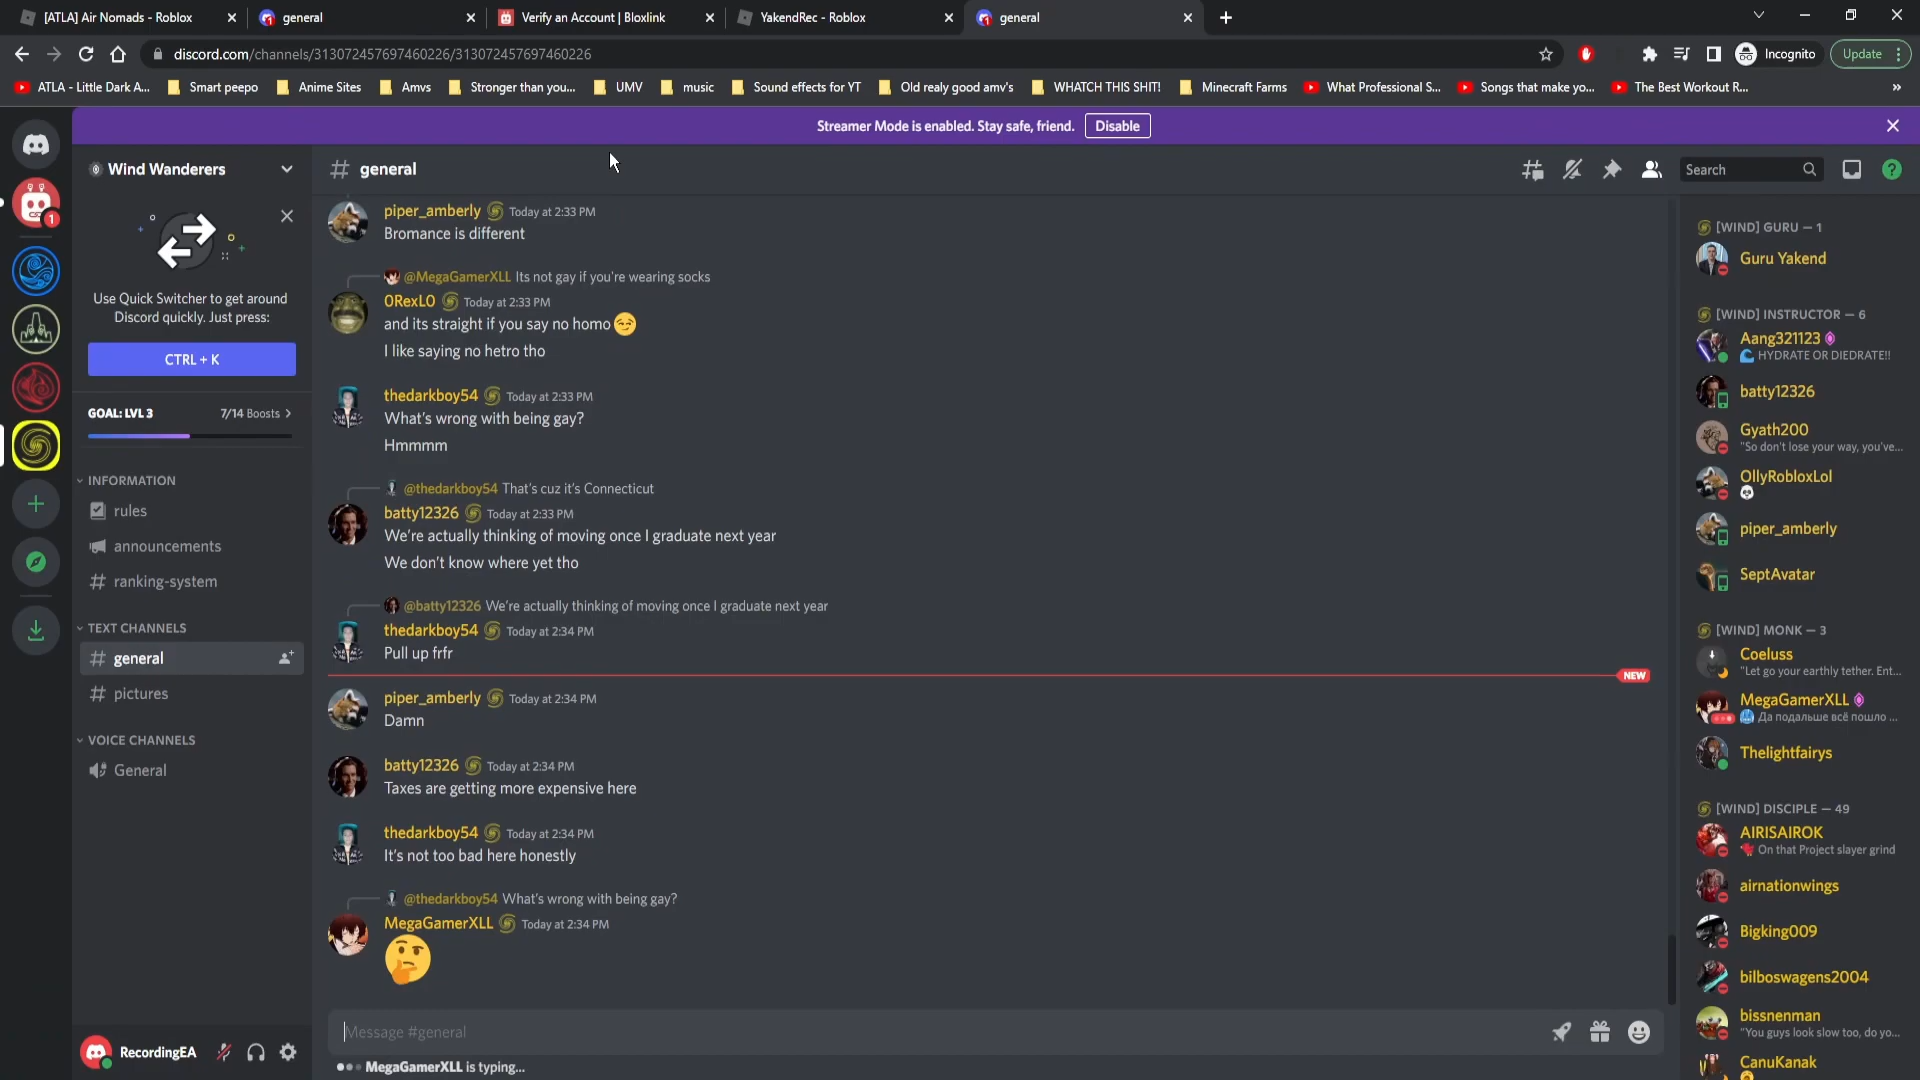 [ATLA] Air Nomads - Roblox
general
Verify an Account | Bloxlink
YakendRec - Roblox
general
discord.com/channels/313072457697460226/313072457697460226
Incognito
Update
ATLA - Little Dark A...
Smart peepo
Anime Sites
Amvs
Stronger than you...
UMV
music
Sound effects for YT
Old realy good amv's
WHATCH THIS SHIT!
Minecraft Farms
What Professional S...
Songs that make yo...
The Best Workout R...
»
Streamer Mode is enabled. Stay safe, friend.
Disable
1
Wind Wanderers
Use Quick Switcher to get around
Discord quickly. Just press:
CTRL + K
GOAL: LVL 3
7/14 Boosts
INFORMATION
rules
announcements
ranking-system
TEXT CHANNELS
general
pictures
VOICE CHANNELS
General
RecordingEA
general
Search
piper_amberly Today at 2:33 PM
Bromance is different
@MegaGamerXLL Its not gay if you're wearing socks
0RexL0 Today at 2:33 PM
and its straight if you say no homo 😏
I like saying no hetro tho
thedarkboy54 Today at 2:33 PM
What's wrong with being gay?
Hmmmm
@thedarkboy54 That's cuz it's Connecticut
batty12326 Today at 2:33 PM
We're actually thinking of moving once I graduate next year
We don't know where yet tho
@batty12326 We're actually thinking of moving once I graduate next year
thedarkboy54 Today at 2:34 PM
Pull up frfr
NEW
piper_amberly Today at 2:34 PM
Damn
batty12326 Today at 2:34 PM
Taxes are getting more expensive here
thedarkboy54 Today at 2:34 PM
It's not too bad here honestly
@thedarkboy54 What's wrong with being gay?
MegaGamerXLL Today at 2:34 PM
🤔
Message #general
MegaGamerXLL is typing...
[WIND] GURU — 1
Guru Yakend
[WIND] INSTRUCTOR — 6
Aang321123
🌊 HYDRATE OR DIEDRATE!!
batty12326
Gyath200
"So don't lose your way, you've...
OllyRobloxLol
piper_amberly
SeptAvatar
[WIND] MONK — 3
Coeluss
"Let go your earthly tether. Ent...
MegaGamerXLL
Да подальше всё пошло ...
Thelightfairys
[WIND] DISCIPLE — 49
AIRISAIROK
On that Project slayer grind
airnationwings
Bigking009
bilboswagens2004
bissnenman
"You guys look slow too, do yo...
CanuKanak